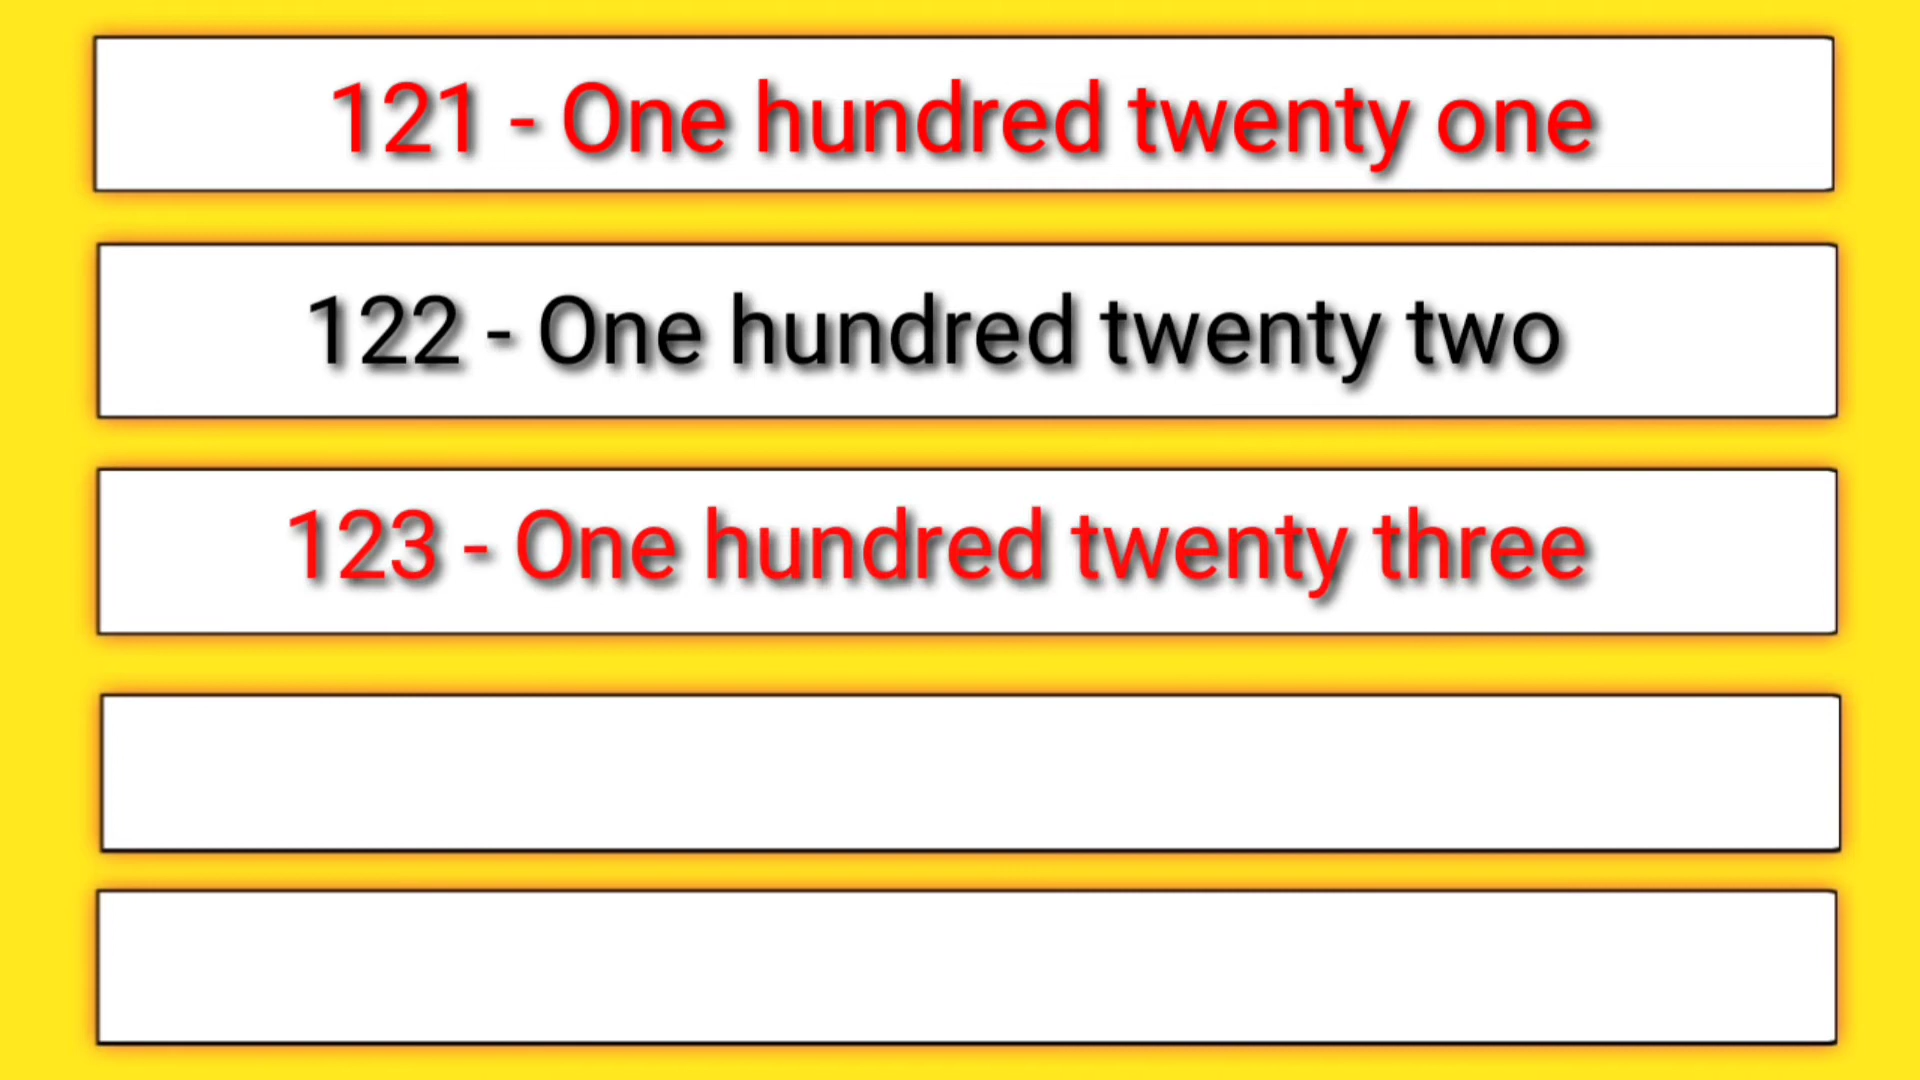 121 - One hundred twenty one
122 - One hundred twenty two
123 - One hundred twenty three